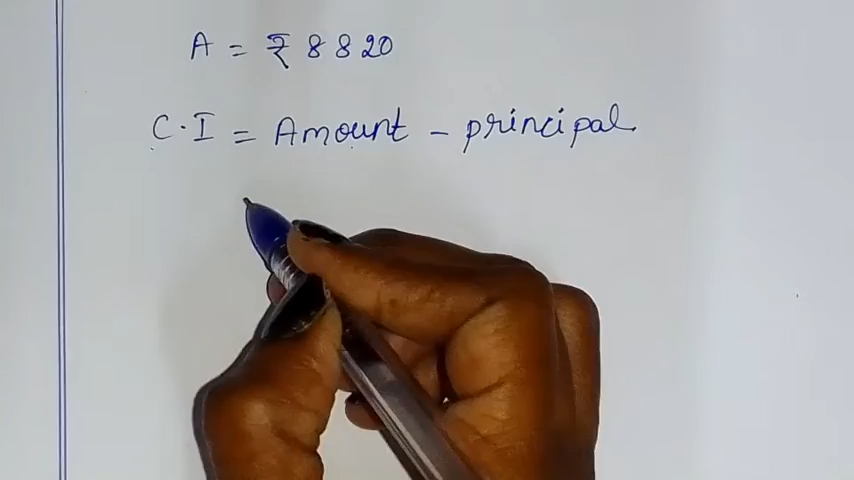 A = ₹ 8820
C.I = Amount - principal